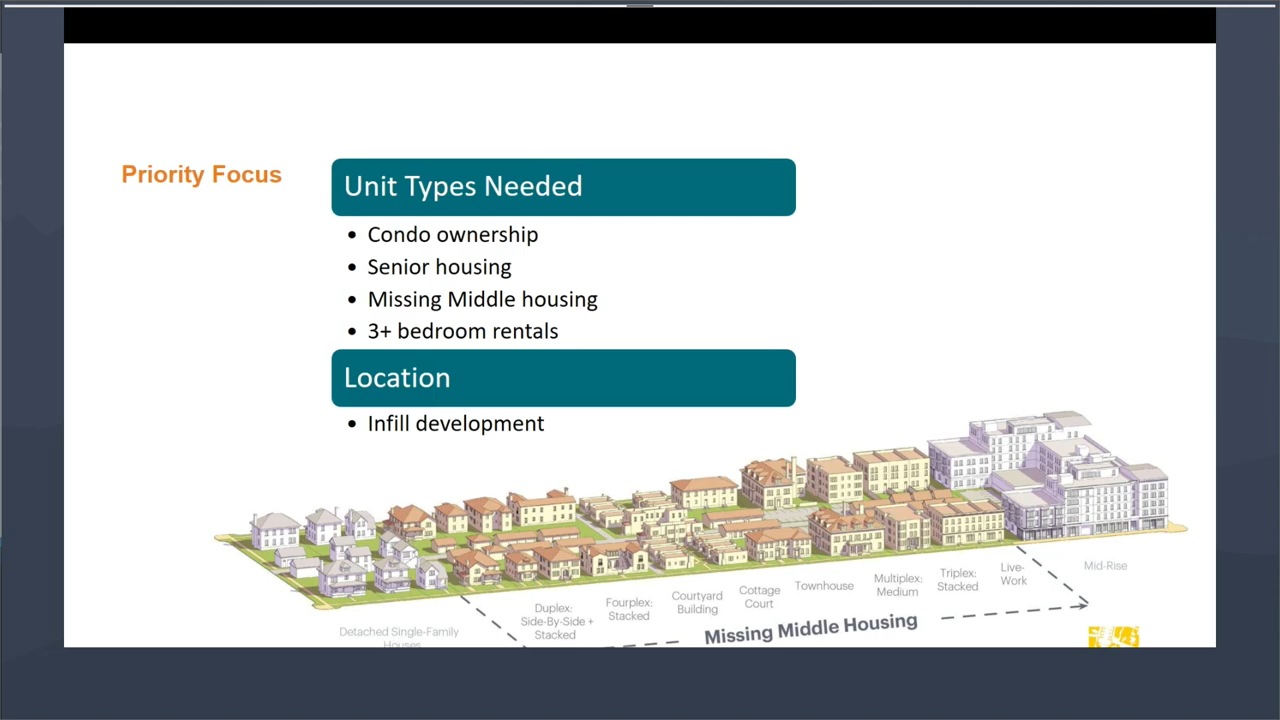 Priority Focus
Unit Types Needed
• Condo ownership
• Senior housing
• Missing Middle housing
• 3+ bedroom rentals
Location
• Infill development
Detached Single-Family
Houses
Duplex:
Side-By-Side +
Stacked
Fourplex:
Stacked
Courtyard
Building
Cottage
Court
Townhouse
Multiplex:
Medium
Triplex:
Stacked
Live-
Work
Mid-Rise
Missing Middle Housing